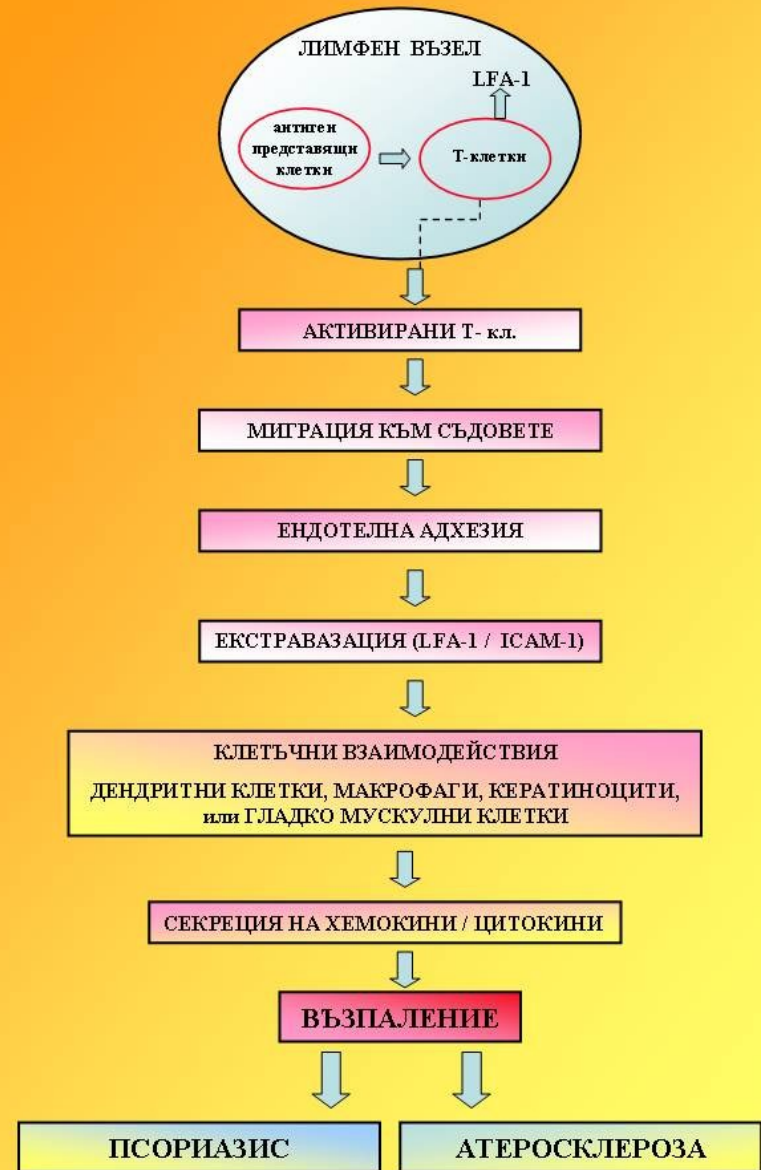 ЛИМФЕН ВЪЗЕЛ
LFA-1
антиген
представящи
клетки
Т-клетки
АКТИВИРАНИ Т- кл.
МИГРАЦИЯ КЪМ СЪДОВЕТЕ
ЕНДОТЕЛНА АДХЕЗИЯ
ЕКСТРАВАЗАЦИЯ (LFA-1 / ICAM-1)
КЛЕТЪЧНИ ВЗАИМОДЕЙСТВИЯ
ДЕНДРИТНИ КЛЕТКИ, МАКРОФАГИ, КЕРАТИНОЦИТИ,
или ГЛАДКО МУСКУЛНИ КЛЕТКИ
СЕКРЕЦИЯ НА ХЕМОКИНИ / ЦИТОКИНИ
ВЪЗПАЛЕНИЕ
ПСОРИАЗИС
АТЕРОСКЛЕРОЗА